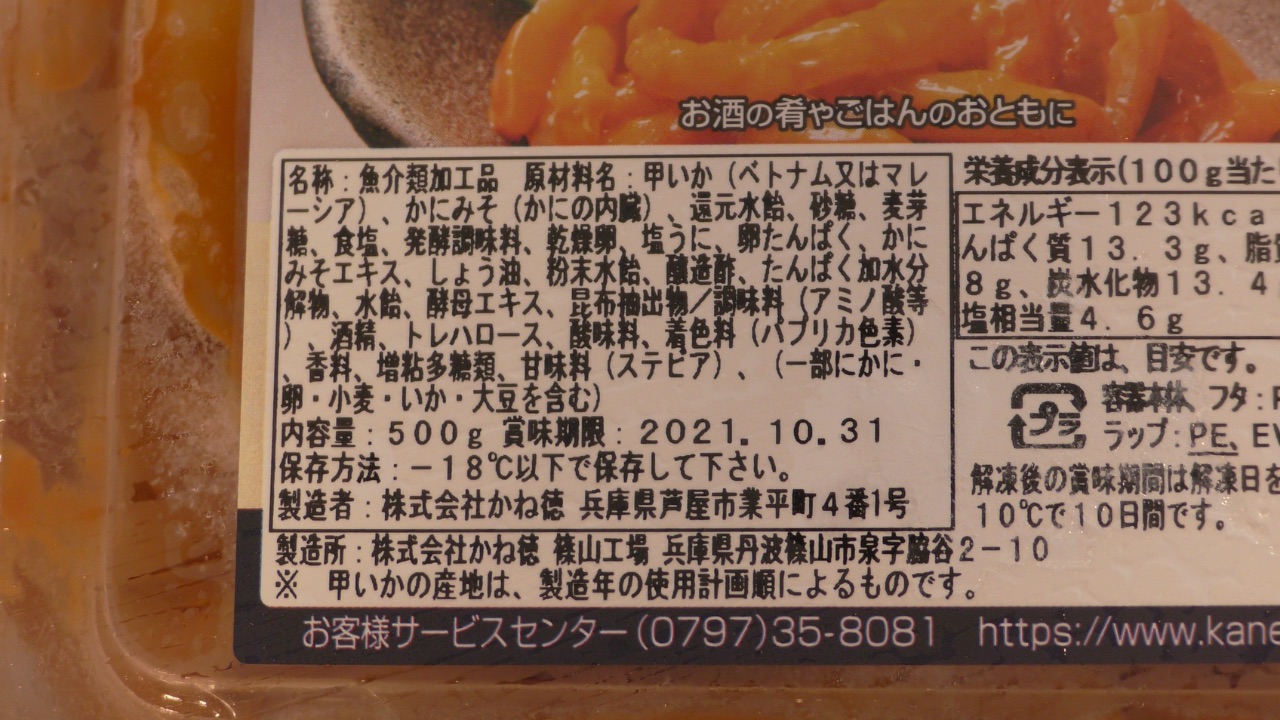 お酒の肴やごはんのおともに
名称：魚介類加工品 原材料名：甲いか（ベトナム又はマレ
ーシア）、かにみそ（かにの内臓）、還元水飴、砂糖、麦芽
糖、食塩、発酵調味料、乾燥卵、塩うに、卵たんぱく、かに
みそエキス、しょう油、粉末水飴、醸造酢、たんぱく加水分
解物、水飴、酵母エキス、昆布抽出物／調味料（アミノ酸等
）、酒精、トレハロース、酸味料、着色料（パプリカ色素）
、香料、増粘多糖類、甘味料（ステビア）、（一部にかに・
卵・小麦・いか・大豆を含む）
内容量：５００ｇ 賞味期限：２０２１．１０．３１
保存方法：－１８℃以下で保存して下さい。
製造者：株式会社かね徳 兵庫県芦屋市業平町４番1号
製造所：株式会社かね徳 篠山工場 兵庫県丹波篠山市泉字脇谷２－１０
※ 甲いかの産地は、製造年の使用計画順によるものです。
栄養成分表示（１００ｇ当た
エネルギー１２３ｋｃａ
んぱく質１３．３ｇ、脂
８ｇ、炭水化物１３．４
塩相当量４．６ｇ
この表示値は、目安です。
プラ
容器本体、フタ：
ラップ：PE、EV
解凍後の賞味期間は解凍日を
１０℃で１０日間です。
お客様サービスセンター(0797)35-8081 https://www.kane